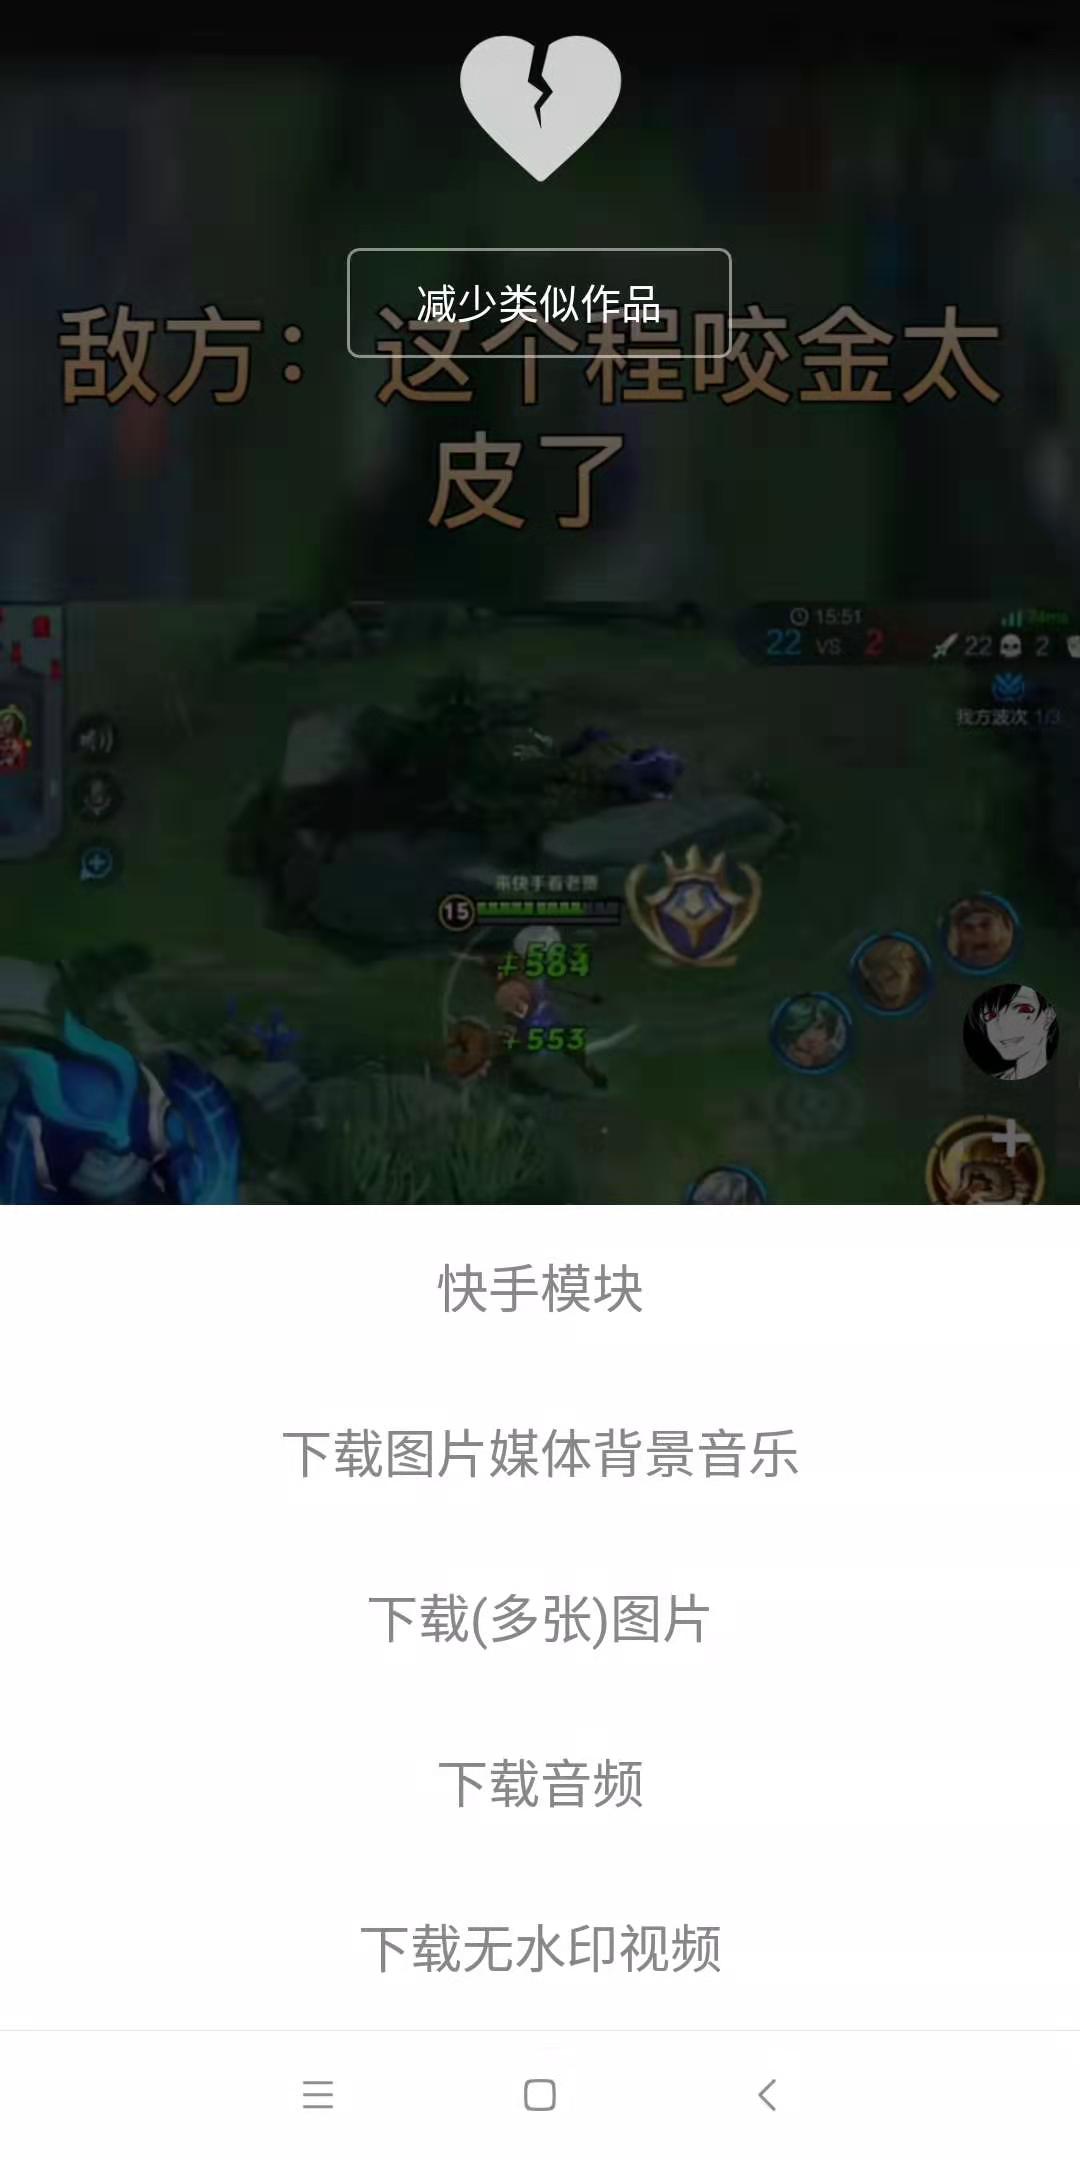 减少类似作品
敌方：这个程咬金太
皮了
15:51
24ms
22 VS 2
22
2
我方波次 1/3
来快手看老贾
15
+584
+553
快手模块
下载图片媒体背景音乐
下载(多张)图片
下载音频
下载无水印视频